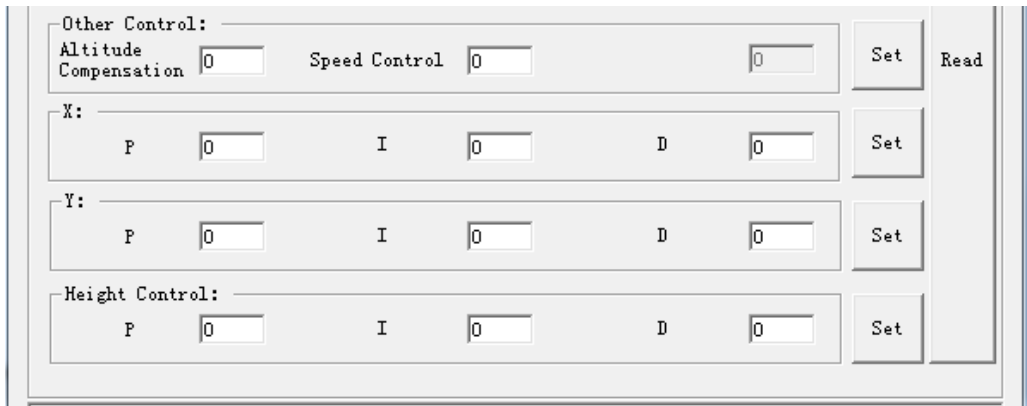 Other Control:
Altitude
Compensation 0 Speed Control 0 0 Set Read
X:
P 0 I 0 D 0 Set
Y:
P 0 I 0 D 0 Set
Height Control:
P 0 I 0 D 0 Set